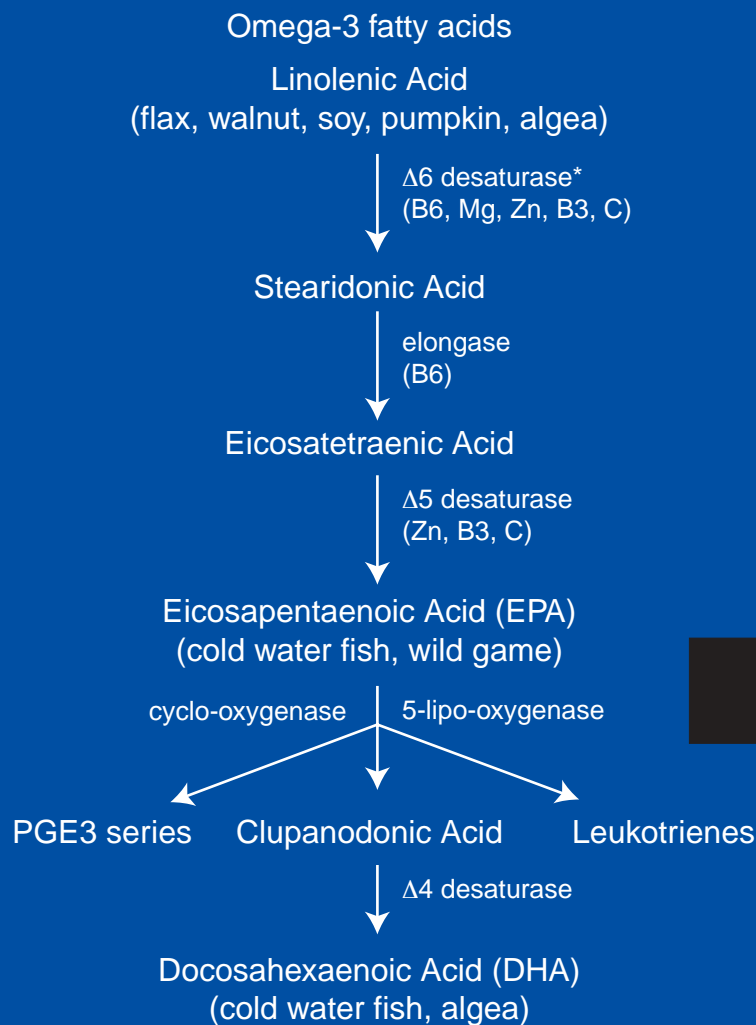 Omega-3 fatty acids
Linolenic Acid
(flax, walnut, soy, pumpkin, algea)
Δ6 desaturase*
(B6, Mg, Zn, B3, C)
Stearidonic Acid
elongase
(B6)
Eicosatetraenic Acid
Δ5 desaturase
(Zn, B3, C)
Eicosapentaenoic Acid (EPA)
(cold water fish, wild game)
cyclo-oxygenase 5-lipo-oxygenase
PGE3 series Clupanodonic Acid Leukotrienes
Δ4 desaturase
Docosahexaenoic Acid (DHA)
(cold water fish, algea)